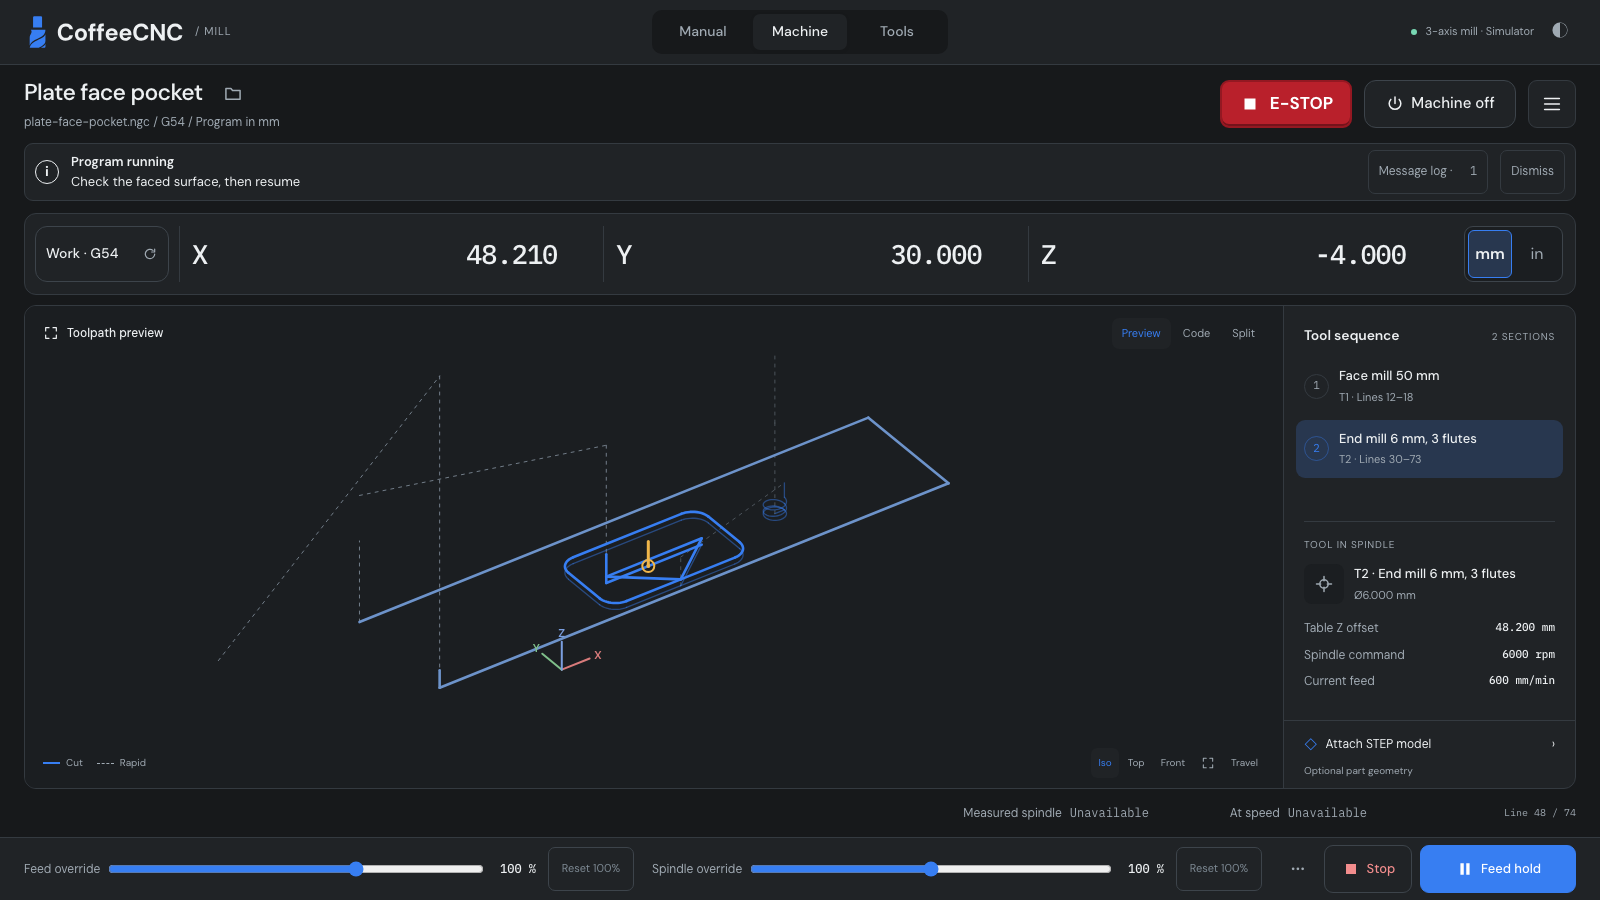 CoffeeCNC / MILL
Manual Machine Tools
3-axis mill · Simulator
Plate face pocket
plate-face-pocket.ngc / G54 / Program in mm
E-STOP
Machine off
Program running
Check the faced surface, then resume
Message log · 1
Dismiss
Work · G54
X 48.210
Y 30.000
Z -4.000
mm in
Toolpath preview
Preview Code Split
Z
Y
X
Cut Rapid
Iso Top Front Travel
Tool sequence 2 SECTIONS
1 Face mill 50 mm
T1 · Lines 12–18
2 End mill 6 mm, 3 flutes
T2 · Lines 30–73
TOOL IN SPINDLE
T2 · End mill 6 mm, 3 flutes
Ø6.000 mm
Table Z offset 48.200 mm
Spindle command 6000 rpm
Current feed 600 mm/min
Attach STEP model ›
Optional part geometry
Measured spindle Unavailable
At speed Unavailable
Line 48 / 74
Feed override 100 % Reset 100%
Spindle override 100 % Reset 100%
···
Stop
Feed hold